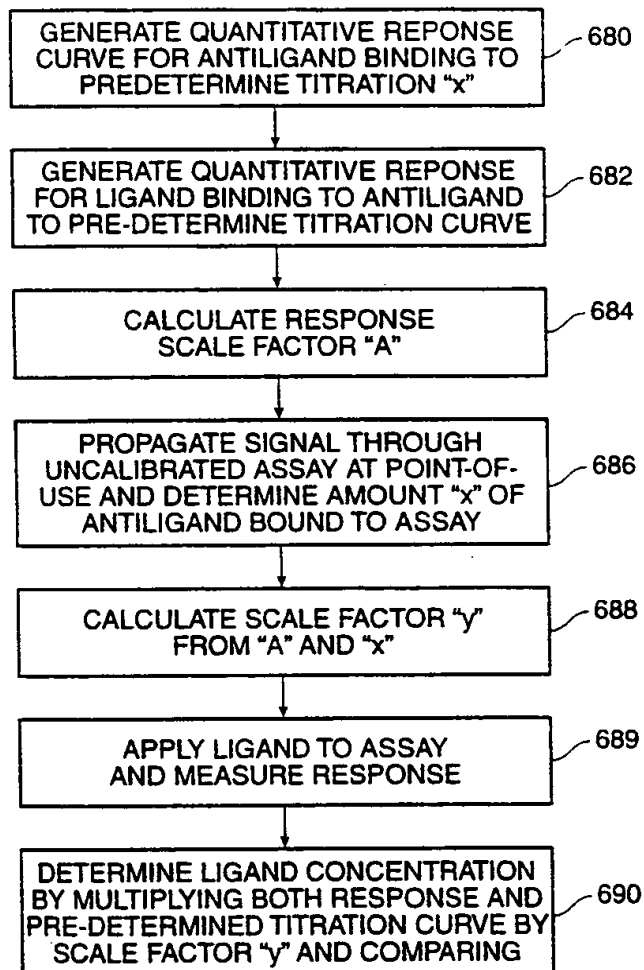 GENERATE QUANTITATIVE REPONSE
CURVE FOR ANTILIGAND BINDING TO
PREDETERMINE TITRATION “x”
680
GENERATE QUANTITATIVE REPONSE
FOR LIGAND BINDING TO ANTILIGAND
TO PRE-DETERMINE TITRATION CURVE
682
CALCULATE RESPONSE
SCALE FACTOR “A”
684
PROPAGATE SIGNAL THROUGH
UNCALIBRATED ASSAY AT POINT-OF-
USE AND DETERMINE AMOUNT “x” OF
ANTILIGAND BOUND TO ASSAY
686
CALCULATE SCALE FACTOR “y”
FROM “A” AND “x”
688
APPLY LIGAND TO ASSAY
AND MEASURE RESPONSE
689
DETERMINE LIGAND CONCENTRATION
BY MULTIPLYING BOTH RESPONSE AND
PRE-DETERMINED TITRATION CURVE BY
SCALE FACTOR “y” AND COMPARING
690